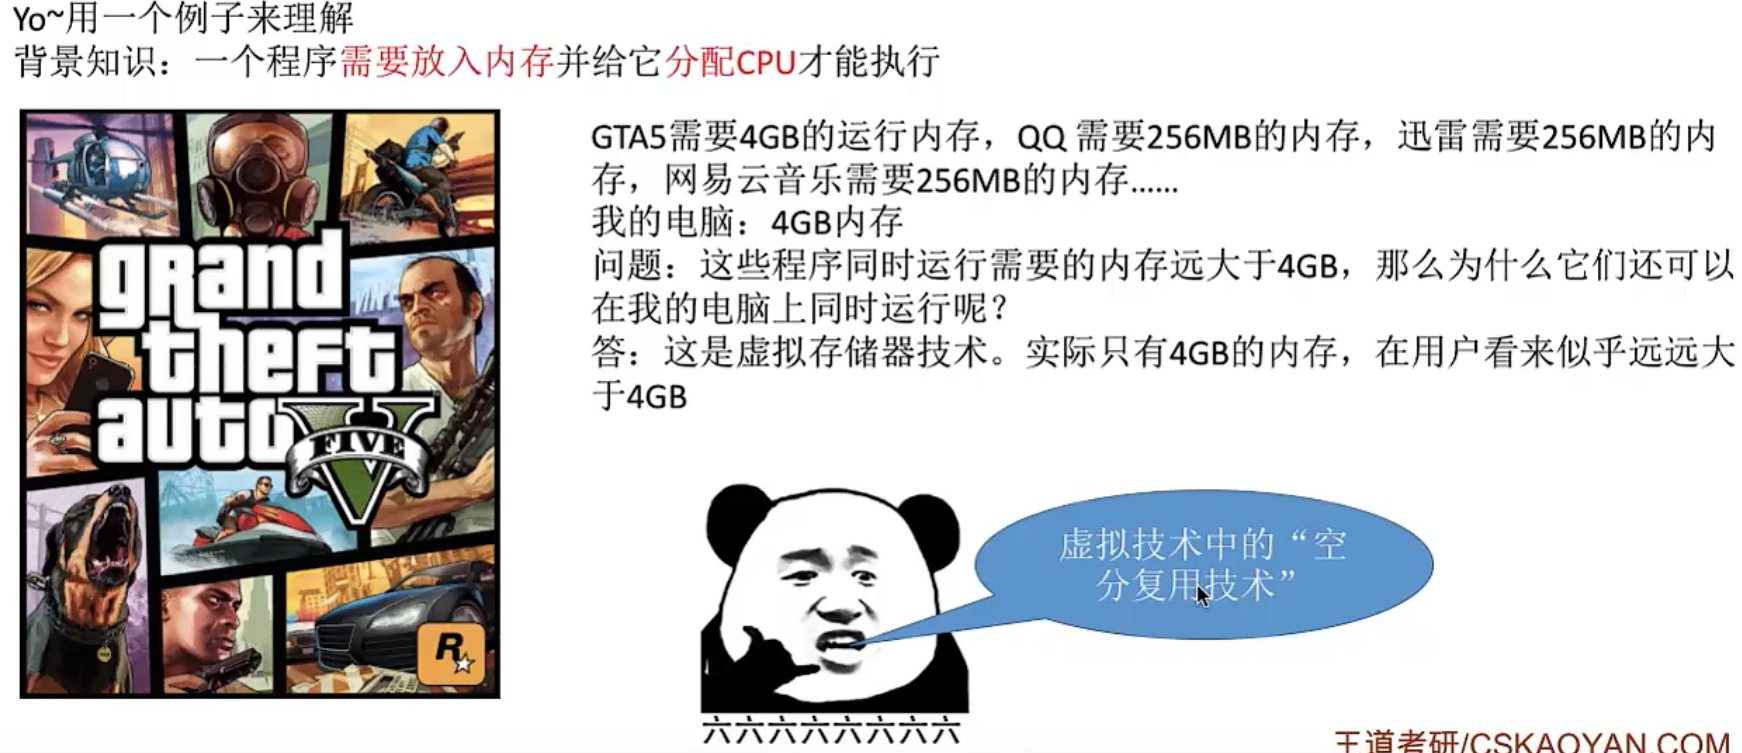 Yo~用一个例子来理解
背景知识：一个程序需要放入内存并给它分配CPU才能执行
grand
theft
auto
V
FIVE
R
GTA5需要4GB的运行内存，QQ 需要256MB的内存，迅雷需要256MB的内
存，网易云音乐需要256MB的内存……
我的电脑：4GB内存
问题：这些程序同时运行需要的内存远大于4GB，那么为什么它们还可以
在我的电脑上同时运行呢？
答：这是虚拟存储器技术。实际只有4GB的内存，在用户看来似乎远远大
于4GB
虚拟技术中的“空
分复用技术”
六六六六六六六六
王道考研/CSKAOYAN.COM